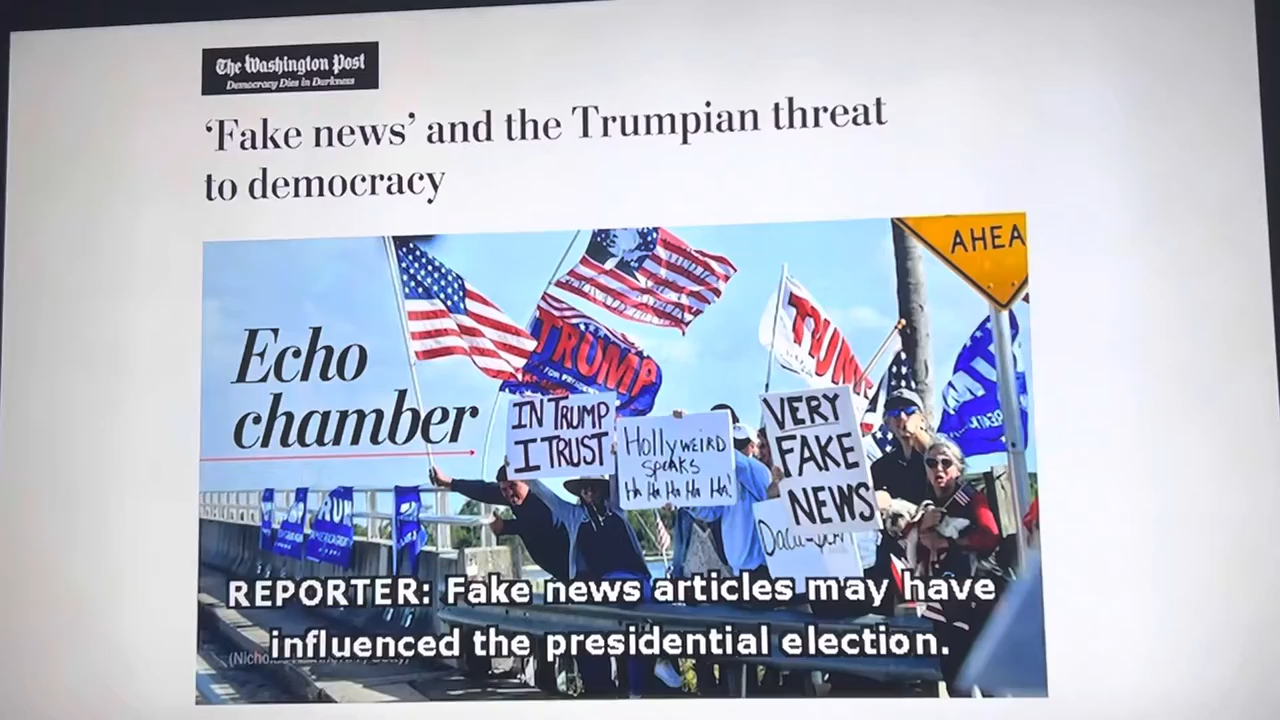 The Washington Post
Democracy Dies in Darkness
‘Fake news’ and the Trumpian threat
to democracy
AHEA
Echo
chamber
TRUMP
TRUMP
IN TRUMP
I TRUST
Hollyweird
speaks
Ha Ha Ha Ha Ha!
VERY
FAKE
NEWS
REPORTER: Fake news articles may have
influenced the presidential election.